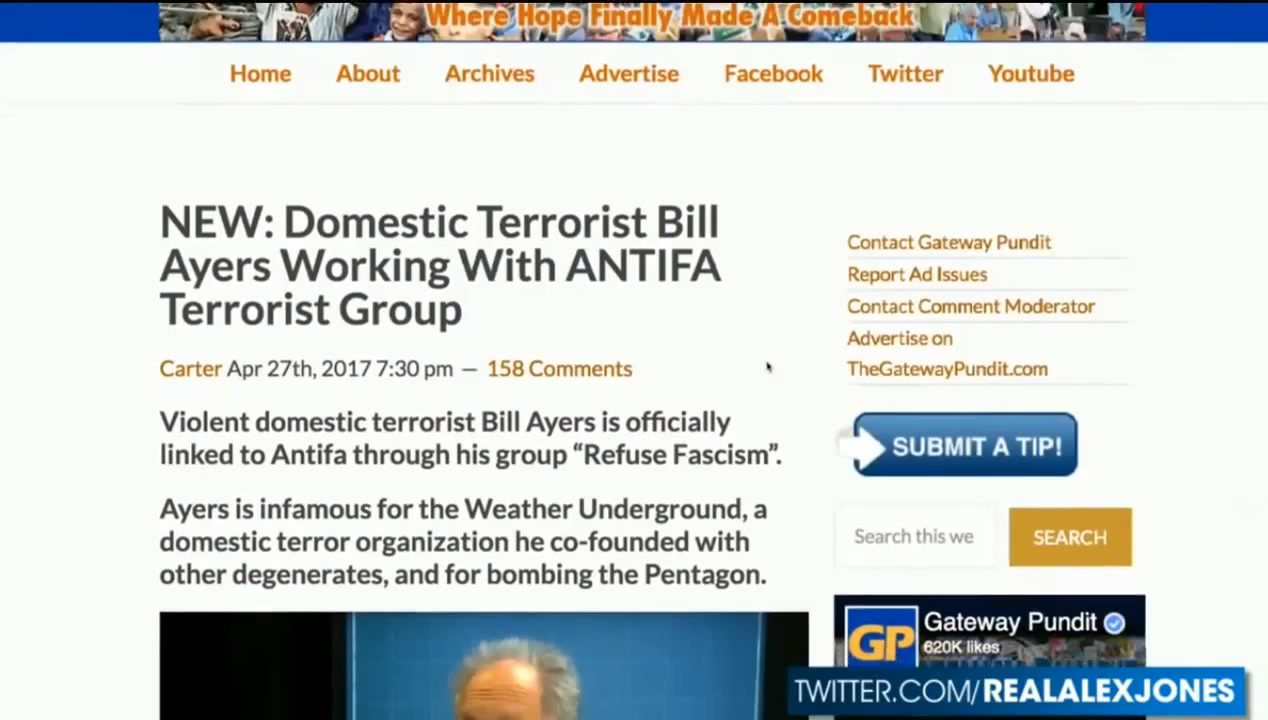 Where Hope Finally Made A Comeback
Home About Archives Advertise Facebook Twitter Youtube
NEW: Domestic Terrorist Bill
Ayers Working With ANTIFA
Terrorist Group
Carter Apr 27th, 2017 7:30 pm — 158 Comments
Violent domestic terrorist Bill Ayers is officially
linked to Antifa through his group “Refuse Fascism”.
Ayers is infamous for the Weather Underground, a
domestic terror organization he co-founded with
other degenerates, and for bombing the Pentagon.
Contact Gateway Pundit
Report Ad Issues
Contact Comment Moderator
Advertise on
TheGatewayPundit.com
SUBMIT A TIP!
Search this we
SEARCH
GP
Gateway Pundit
620K likes
TWITTER.COM/REALALEXJONES